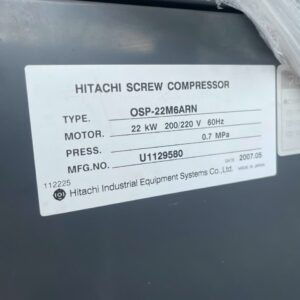 HITACHI SCREW COMPRESSOR
TYPE. OSP-22M6ARN
MOTOR. 22 kW 200/220 V 60Hz
PRESS. 0.7 MPa
MFG.NO. U1129580 DATE 2007.05
112225 MADE IN JAPAN
Hitachi Industrial Equipment Systems Co.,Ltd.